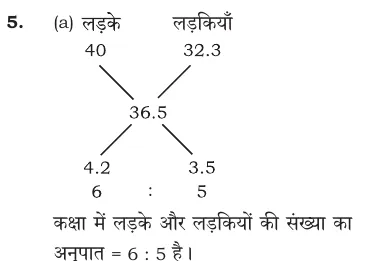 5. (a) लड़के लड़कियाँ
40 32.3
36.5
4.2 3.5
6 : 5
कक्षा में लड़के और लड़कियों की संख्या का
अनुपात = 6 : 5 है।